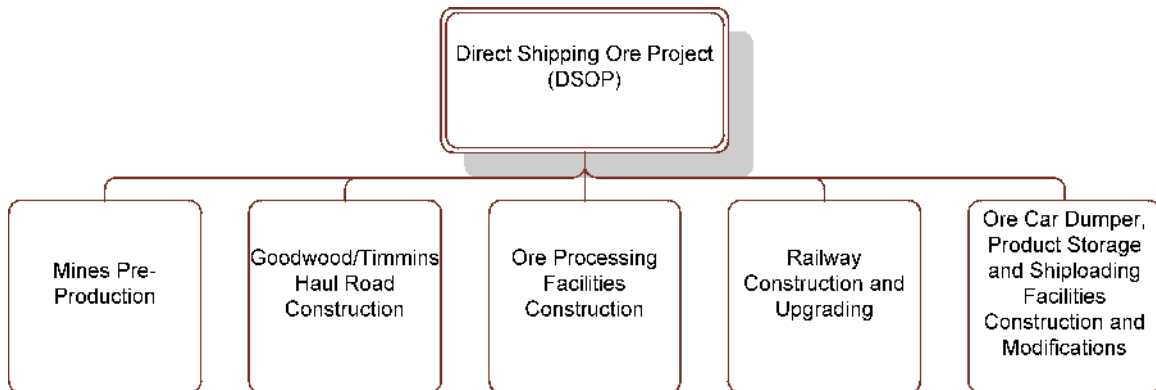 Direct Shipping Ore Project
(DSOP)
Mines Pre-
Production
Goodwood/Timmins
Haul Road
Construction
Ore Processing
Facilities
Construction
Railway
Construction and
Upgrading
Ore Car Dumper,
Product Storage
and Shiploading
Facilities
Construction and
Modifications